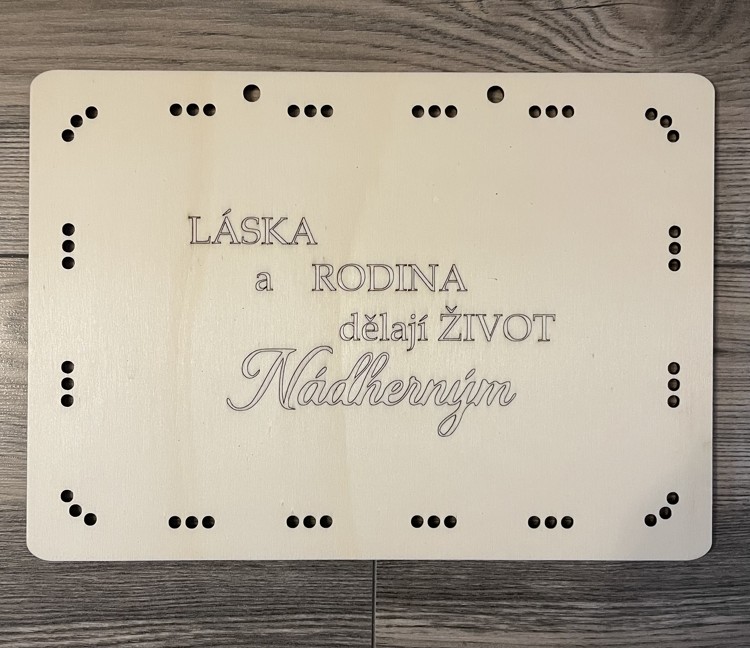 LÁSKA
a RODINA
dělají ŽIVOT
Nádherným